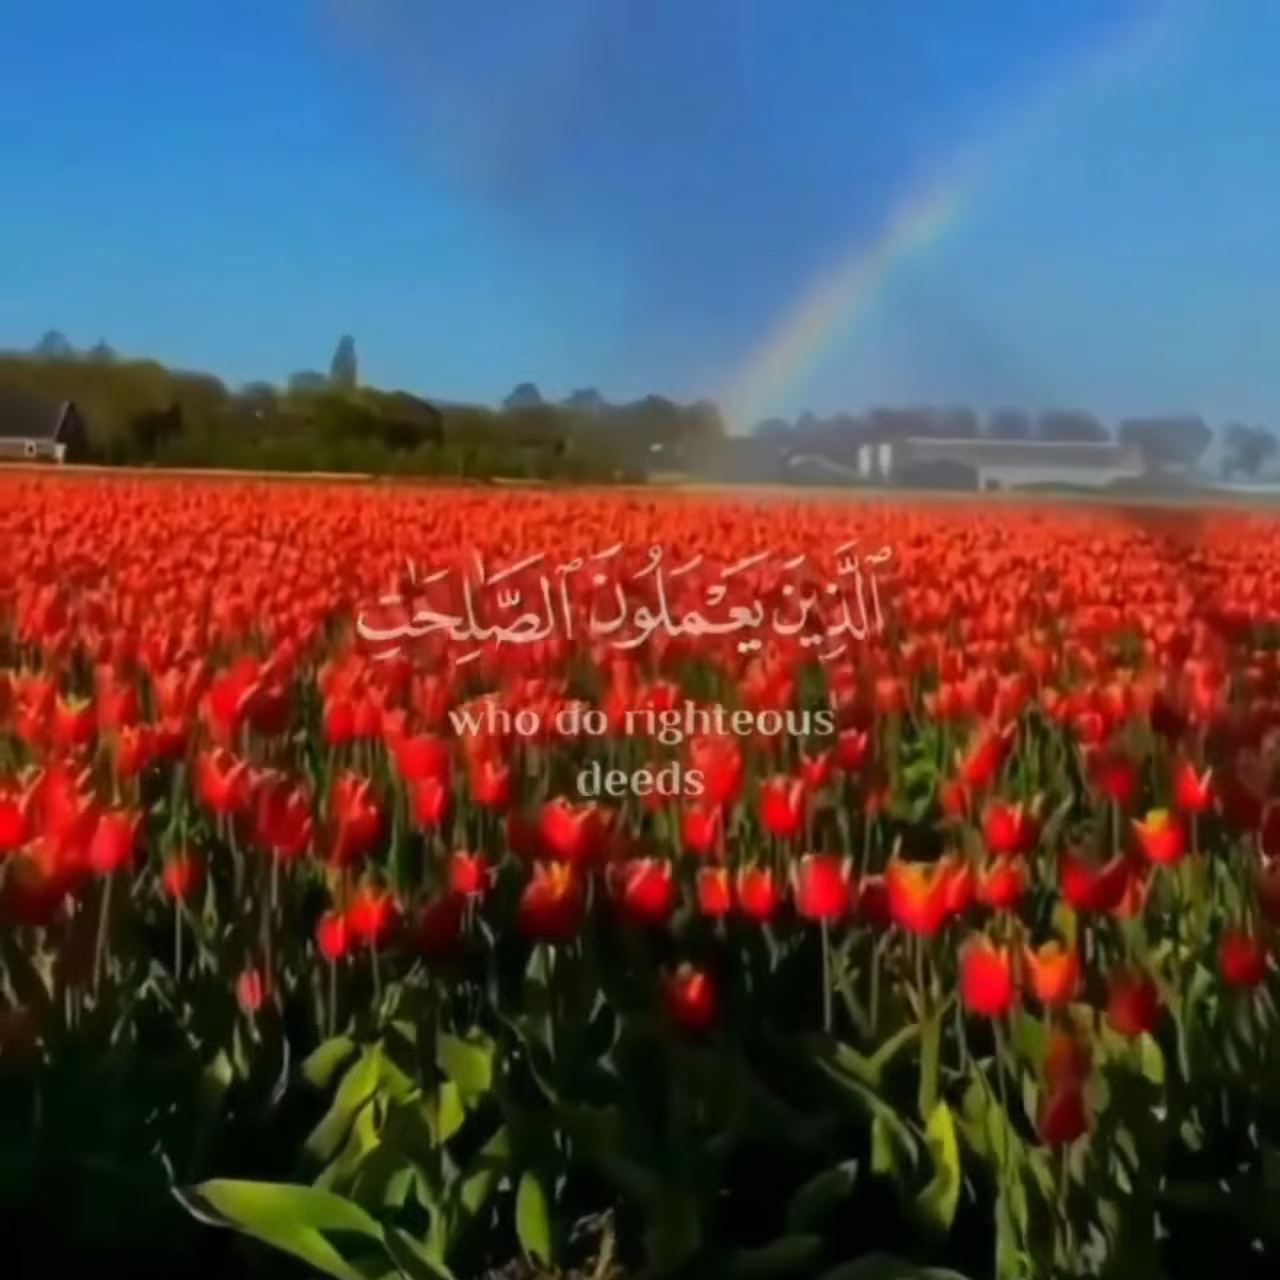 ٱلَّذِينَ يَعْمَلُونَ ٱلصَّـٰلِحَـٰتِ
who do righteous
deeds